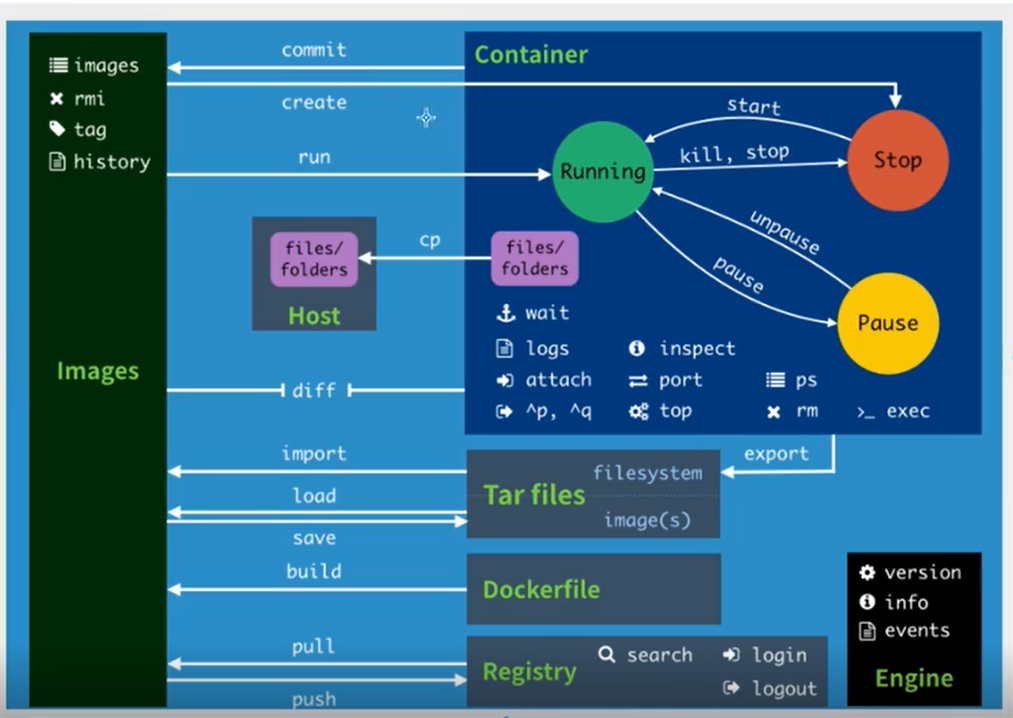 images
rmi
tag
history
Images
commit
create
run
Container
start
Running
kill, stop
Stop
unpause
pause
Pause
files/
folders
Host
cp
files/
folders
wait
logs
inspect
attach
port
ps
^p, ^q
top
rm
>_ exec
diff
import
load
save
export
filesystem
Tar files
image(s)
build
Dockerfile
pull
push
Registry
search
login
logout
version
info
events
Engine